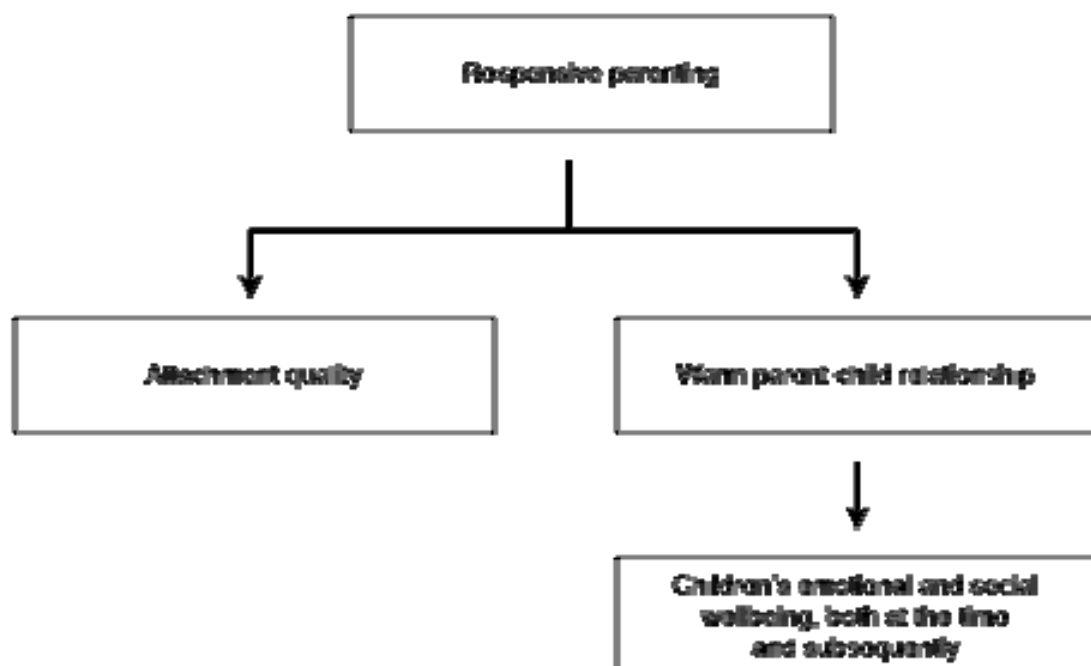 Responsive parenting
Attachment quality
Warm parent-child relationship
Children's emotional and social
wellbeing, both at the time
and subsequently